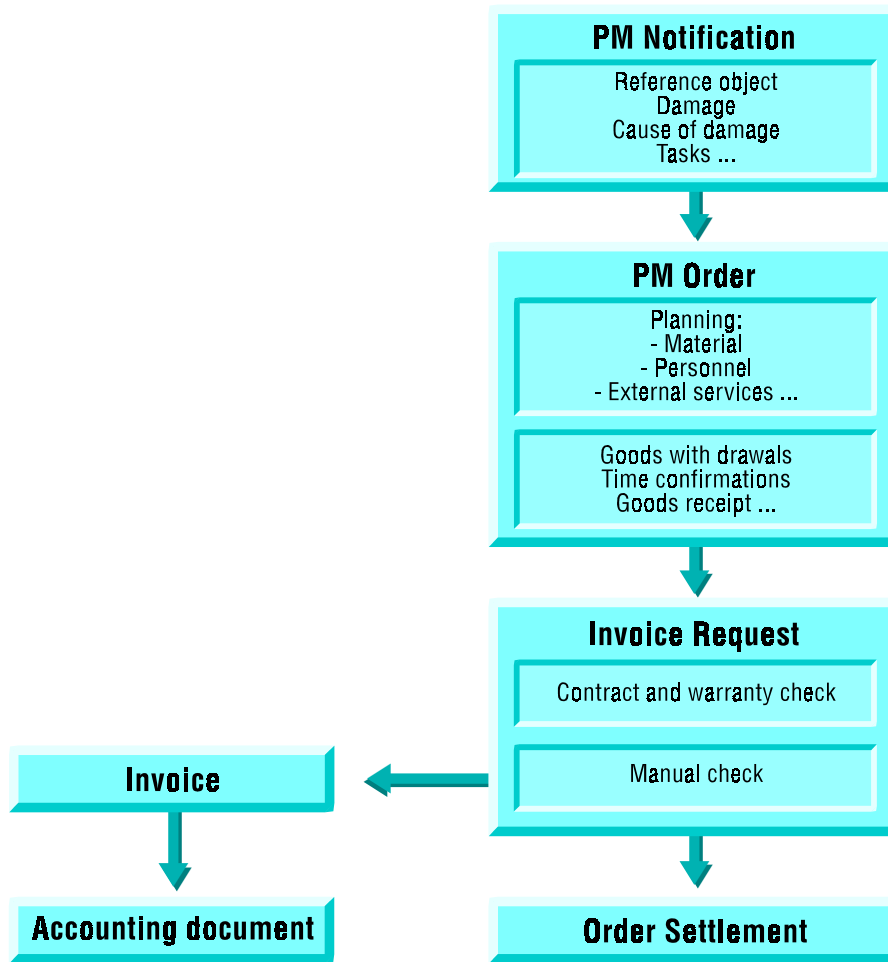 PM Notification
Reference object
Damage
Cause of damage
Tasks ...
PM Order
Planning:
- Material
- Personnel
- External services ...
Goods with drawals
Time confirmations
Goods receipt ...
Invoice Request
Contract and warranty check
Manual check
Invoice
Accounting document
Order Settlement